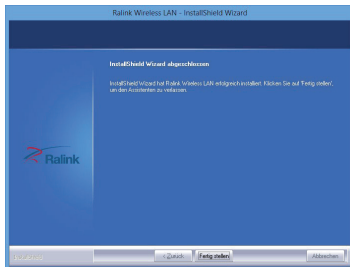 Ralink Wireless LAN - InstallShield Wizard
InstallShield Wizard abgeschlossen
InstallShield Wizard hat Ralink Wireless LAN erfolgreich installiert. Klicken Sie auf 'Fertig stellen',
um den Assistenten zu verlassen.
Ralink
InstallShield
< Zurück
Fertig stellen
Abbrechen